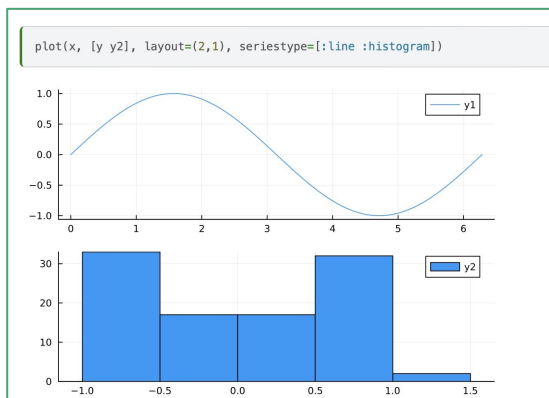 plot(x, [y y2], layout=(2,1), seriestype=[:line :histogram])
1.0
0.5
0.0
−0.5
−1.0
y1
0 1 2 3 4 5 6
30
20
10
0
y2
−1.0 −0.5 0.0 0.5 1.0 1.5